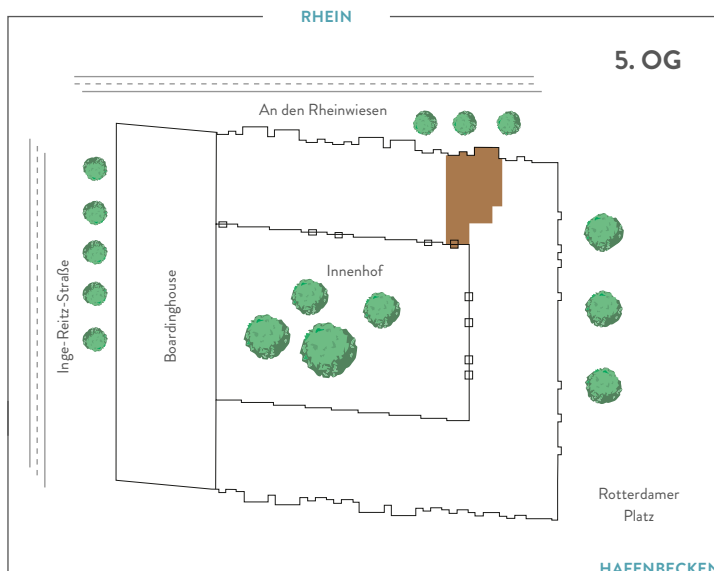 RHEIN
5. OG
An den Rheinwiesen
Inge-Reitz-Straße
Boardinghouse
Innenhof
Rotterdamer
Platz
HAFENBECKEN